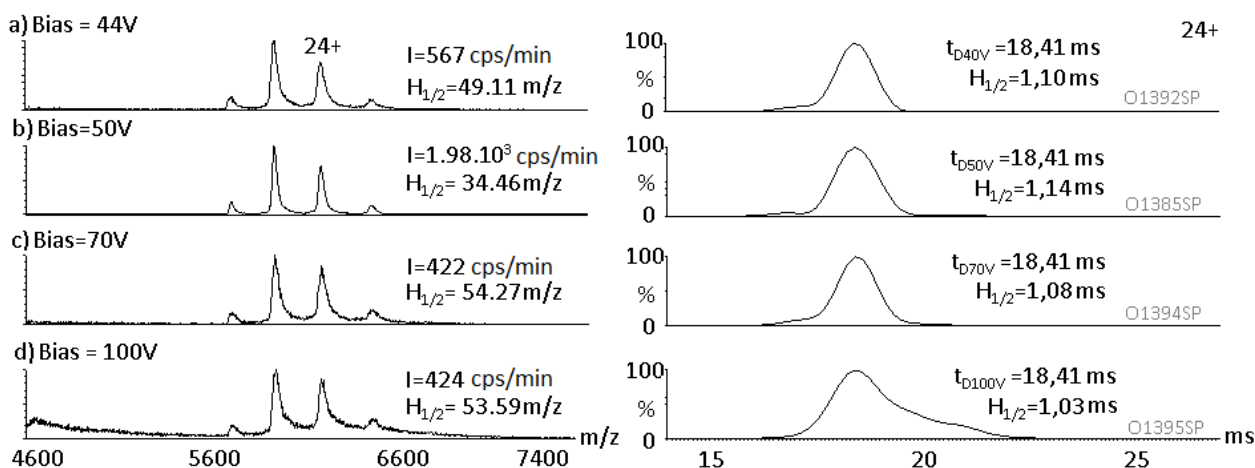 a) Bias = 44V
24+
I=567 cps/min
H1/2=49.11 m/z
100
%
0
tD40V =18,41 ms
H1/2=1,10 ms
24+
O1392SP
b) Bias=50V
I=1.98.10³ cps/min
H1/2= 34.46 m/z
100
%
0
tD50V =18,41 ms
H1/2=1,14 ms
O1385SP
c) Bias=70V
I=422 cps/min
H1/2= 54.27 m/z
100
%
0
tD70V =18,41 ms
H1/2=1,08 ms
O1394SP
d) Bias = 100V
I=424 cps/min
H1/2= 53.59 m/z
100
%
0
tD100V =18,41 ms
H1/2=1,03 ms
O1395SP
4600 5600 6600 7400 m/z
15 20 25 ms